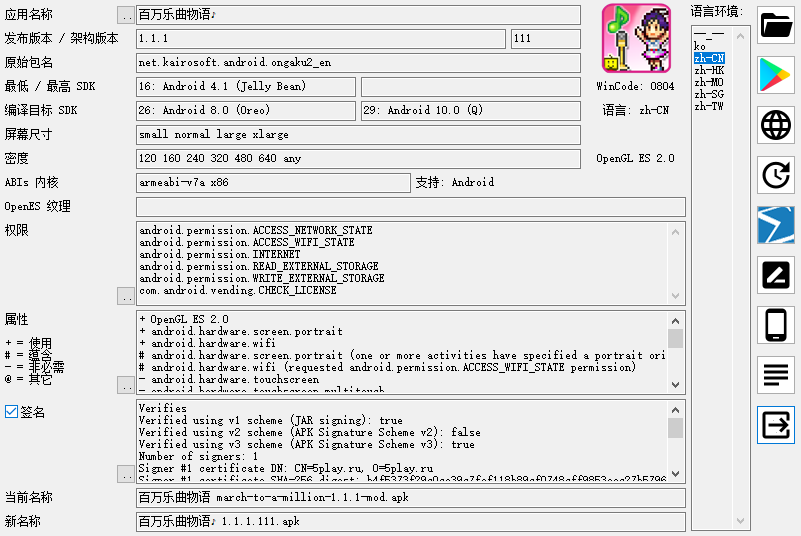 应用名称 .. 百万乐曲物语♪
发布版本 / 架构版本 1.1.1 111
原始包名 net.kairosoft.android.ongaku2_en
最低 / 最高 SDK 16: Android 4.1 (Jelly Bean)
编译目标 SDK 26: Android 8.0 (Oreo) 29: Android 10.0 (Q)
屏幕尺寸 small normal large xlarge
密度 120 160 240 320 480 640 any
ABIs 内核 armeabi-v7a x86 支持: Android
OpenES 纹理
权限
android.permission.ACCESS_NETWORK_STATE
android.permission.ACCESS_WIFI_STATE
android.permission.INTERNET
android.permission.READ_EXTERNAL_STORAGE
android.permission.WRITE_EXTERNAL_STORAGE
com.android.vending.CHECK_LICENSE
..
属性
+ = 使用
# = 蕴含
- = 非必需
@ = 其它
+ OpenGL ES 2.0
+ android.hardware.screen.portrait
+ android.hardware.wifi
# android.hardware.screen.portrait (one or more activities have specified a portrait ori
# android.hardware.wifi (requested android.permission.ACCESS_WIFI_STATE permission)
- android.hardware.touchscreen
- android.hardware.touchscreen.multitouch
..
签名
Verifies
Verified using v1 scheme (JAR signing): true
Verified using v2 scheme (APK Signature Scheme v2): false
Verified using v3 scheme (APK Signature Scheme v3): true
Number of signers: 1
Signer #1 certificate DN: CN=5play.ru, O=5play.ru
Signer #1 certificate SHA-256 digest:
..
当前名称 百万乐曲物语 march-to-a-million-1.1.1-mod.apk
新名称 百万乐曲物语♪ 1.1.1.111.apk
WinCode: 0804
语言: zh-CN
OpenGL ES 2.0
语言环境:
--_--
ko
zh-CN
zh-HK
zh-MO
zh-SG
zh-TW